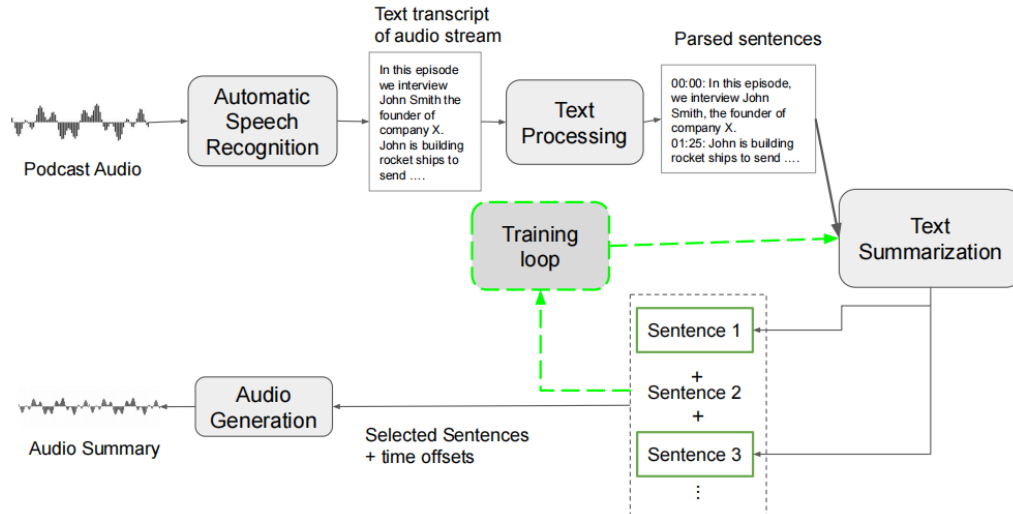 Text transcript
of audio stream
Parsed sentences
Podcast Audio
Automatic
Speech
Recognition
In this episode
we interview
John Smith the
founder of
company X.
John is building
rocket ships to
send ....
Text
Processing
00:00: In this episode,
we interview John
Smith, the founder of
company X.
01:25: John is building
rocket ships to send ....
Training
loop
Text
Summarization
Sentence 1
+
Sentence 2
+
Sentence 3
⋮
Audio
Generation
Audio Summary
Selected Sentences
+ time offsets